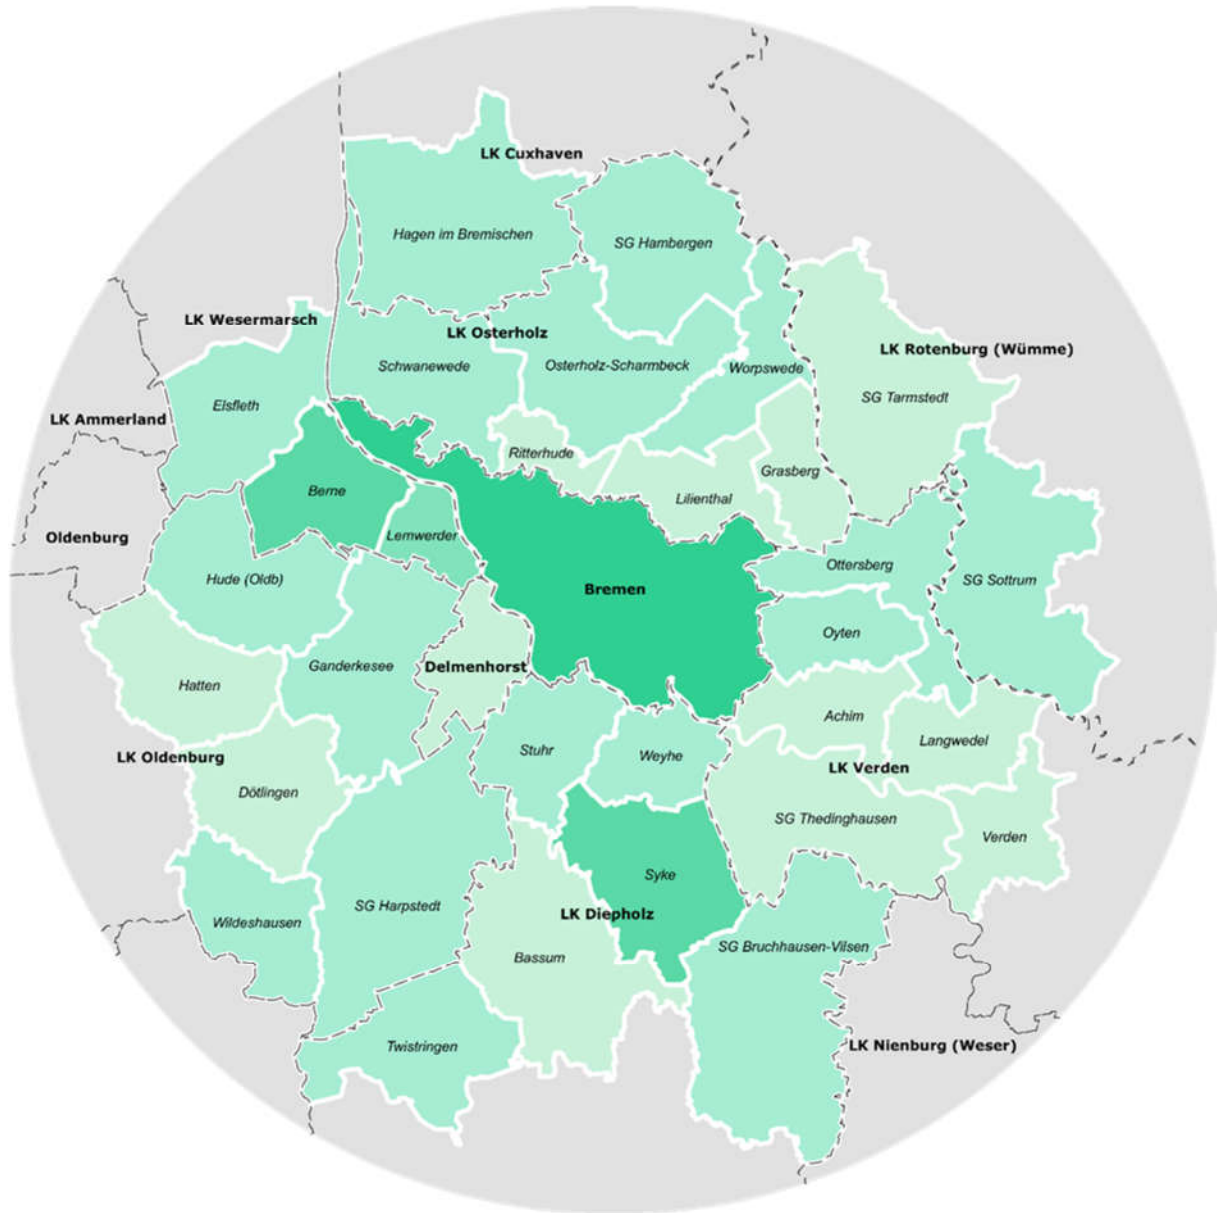 LK Cuxhaven
Hagen im Bremischen
SG Hambergen
LK Wesermarsch
LK Osterholz
LK Rotenburg (Wümme)
Schwanewede
Osterholz-Scharmbeck
Worpswede
Elsfleth
SG Tarmstedt
LK Ammerland
Ritterhude
Grasberg
Berne
Lilienthal
Oldenburg
Lemwerder
Ottersberg
Hude (Oldb)
SG Sottrum
Bremen
Oyten
Ganderkesee
Delmenhorst
Hatten
Achim
Langwedel
LK Oldenburg
Stuhr
Weyhe
LK Verden
Dötlingen
SG Thedinghausen
Verden
Syke
SG Harpstedt
LK Diepholz
Wildeshausen
SG Bruchhausen-Vilsen
Bassum
Twistringen
LK Nienburg (Weser)